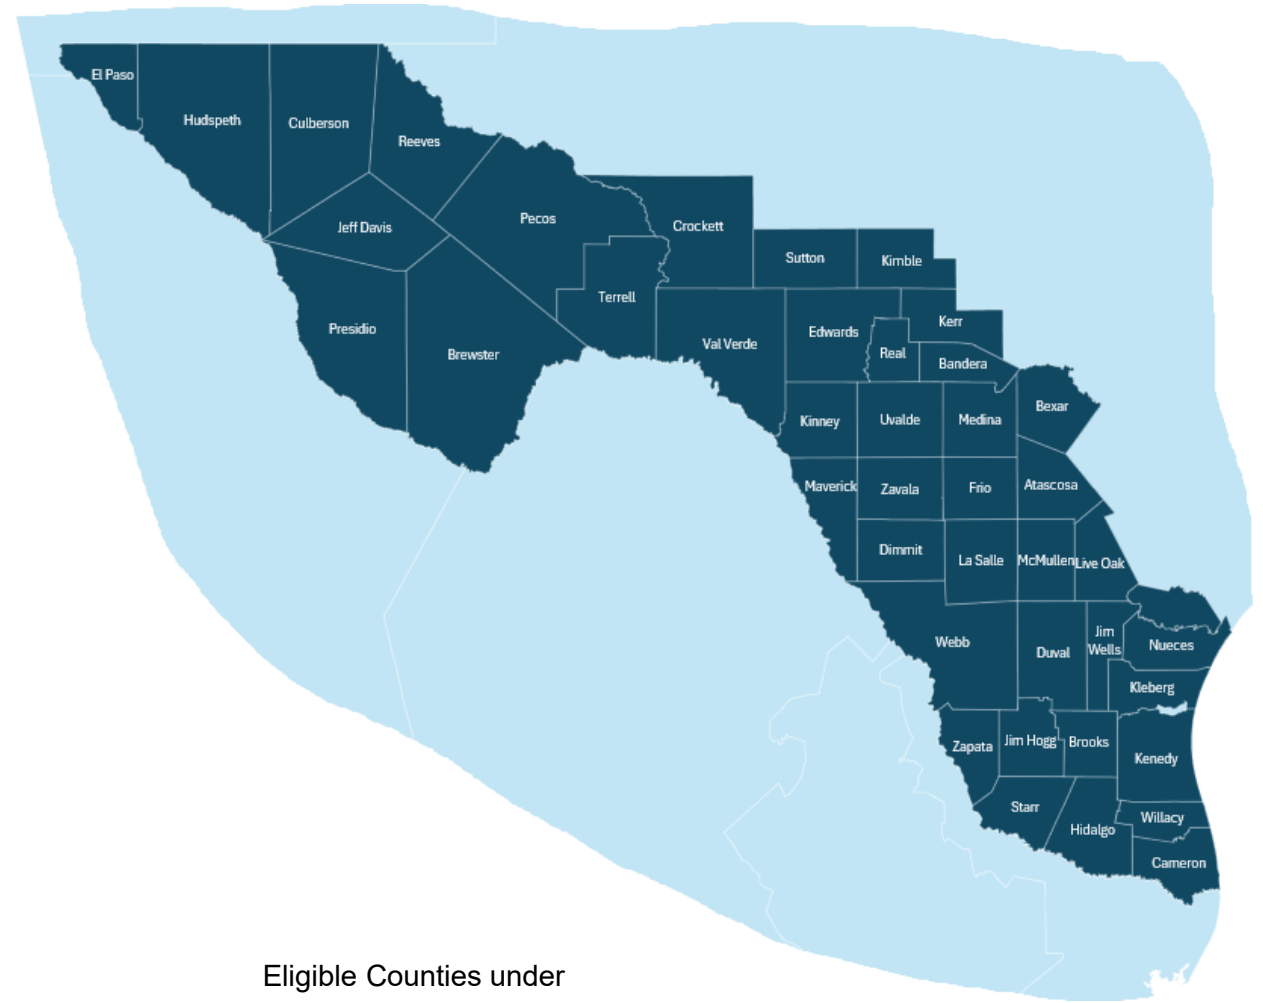 El Paso
Hudspeth
Culberson
Reeves
Jeff Davis
Pecos
Crockett
Sutton
Kimble
Terrell
Presidio
Brewster
Val Verde
Edwards
Kerr
Real
Bandera
Kinney
Uvalde
Medina
Bexar
Maverick
Zavala
Frio
Atascosa
Dimmit
La Salle
McMullen
Live Oak
Webb
Duval
Jim
Wells
Nueces
Kleberg
Zapata
Jim Hogg
Brooks
Kenedy
Starr
Hidalgo
Willacy
Cameron
Eligible Counties under